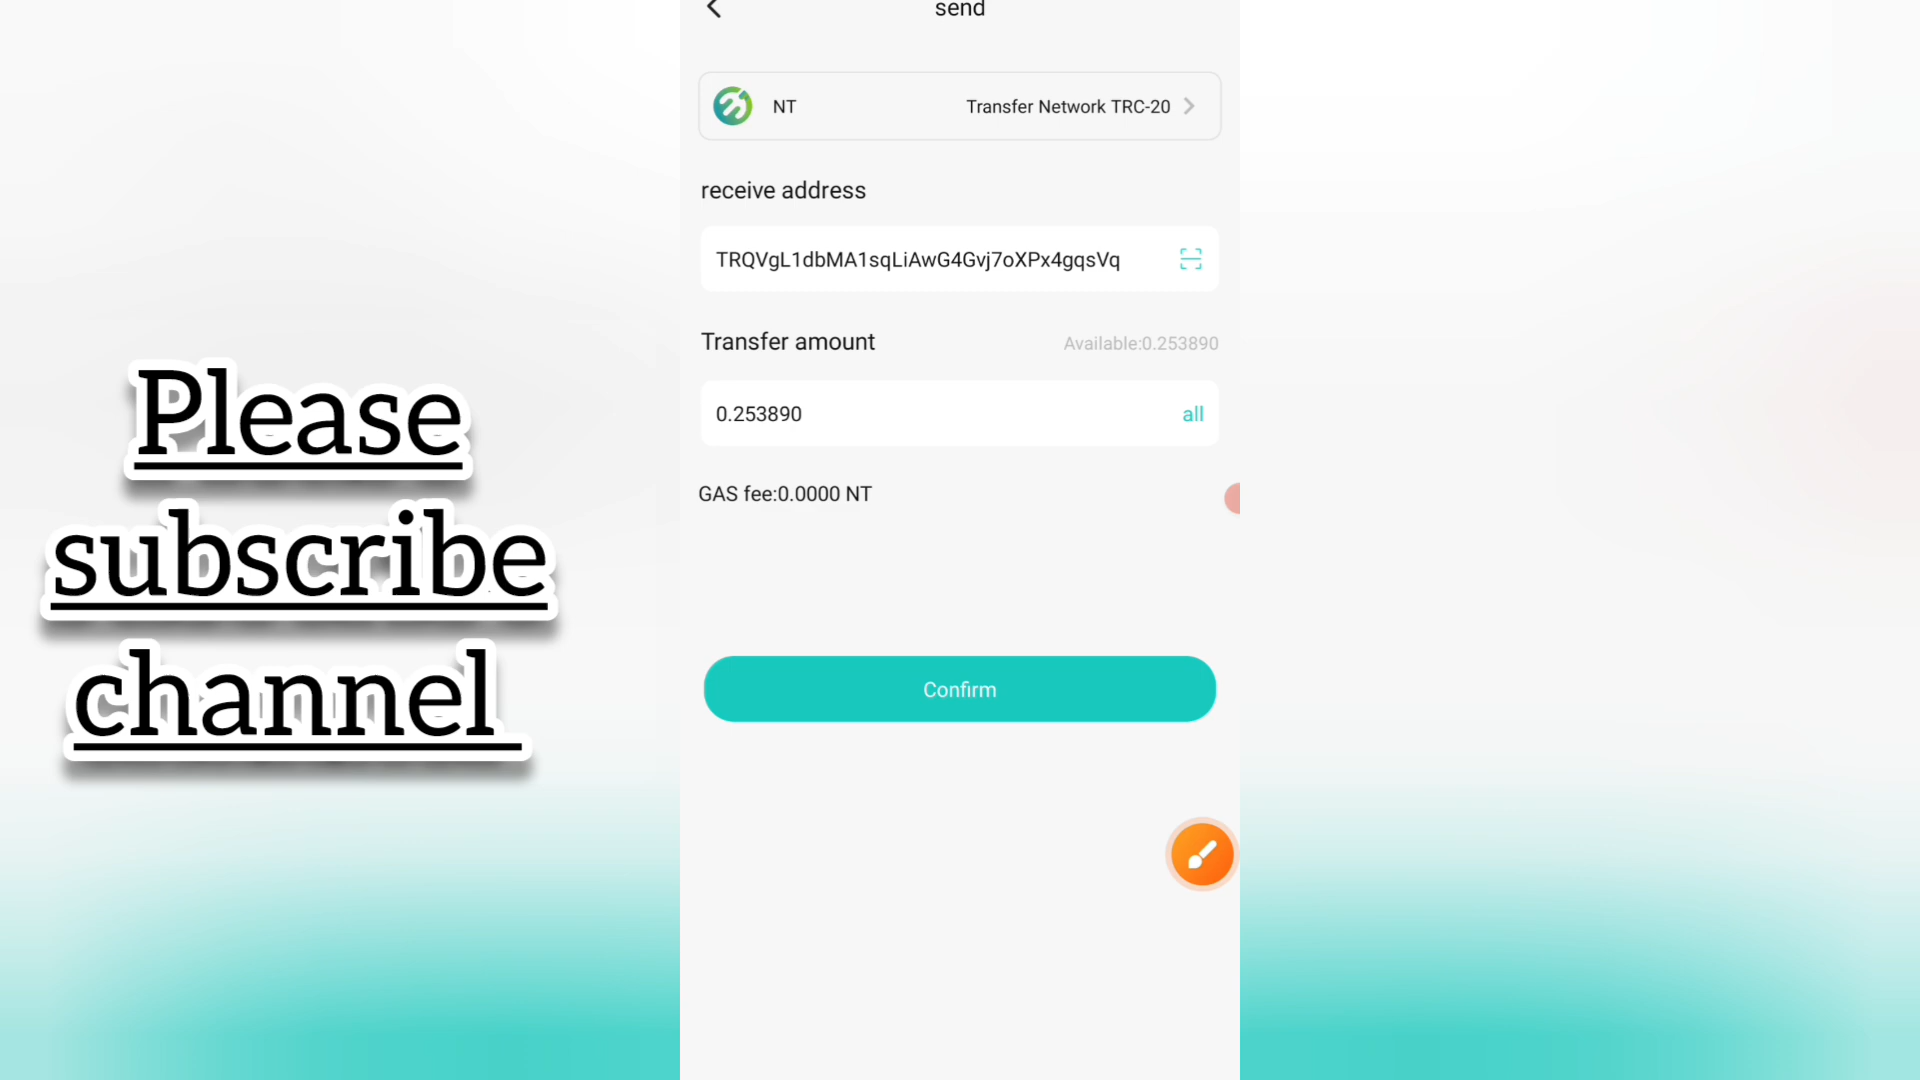 send
NT
Transfer Network TRC-20
receive address
TRQVgL1dbMA1sqLiAwG4Gvj7oXPx4gqsVq
Transfer amount
Available:0.253890
0.253890
all
GAS fee:0.0000 NT
Confirm
Please
subscribe
channel